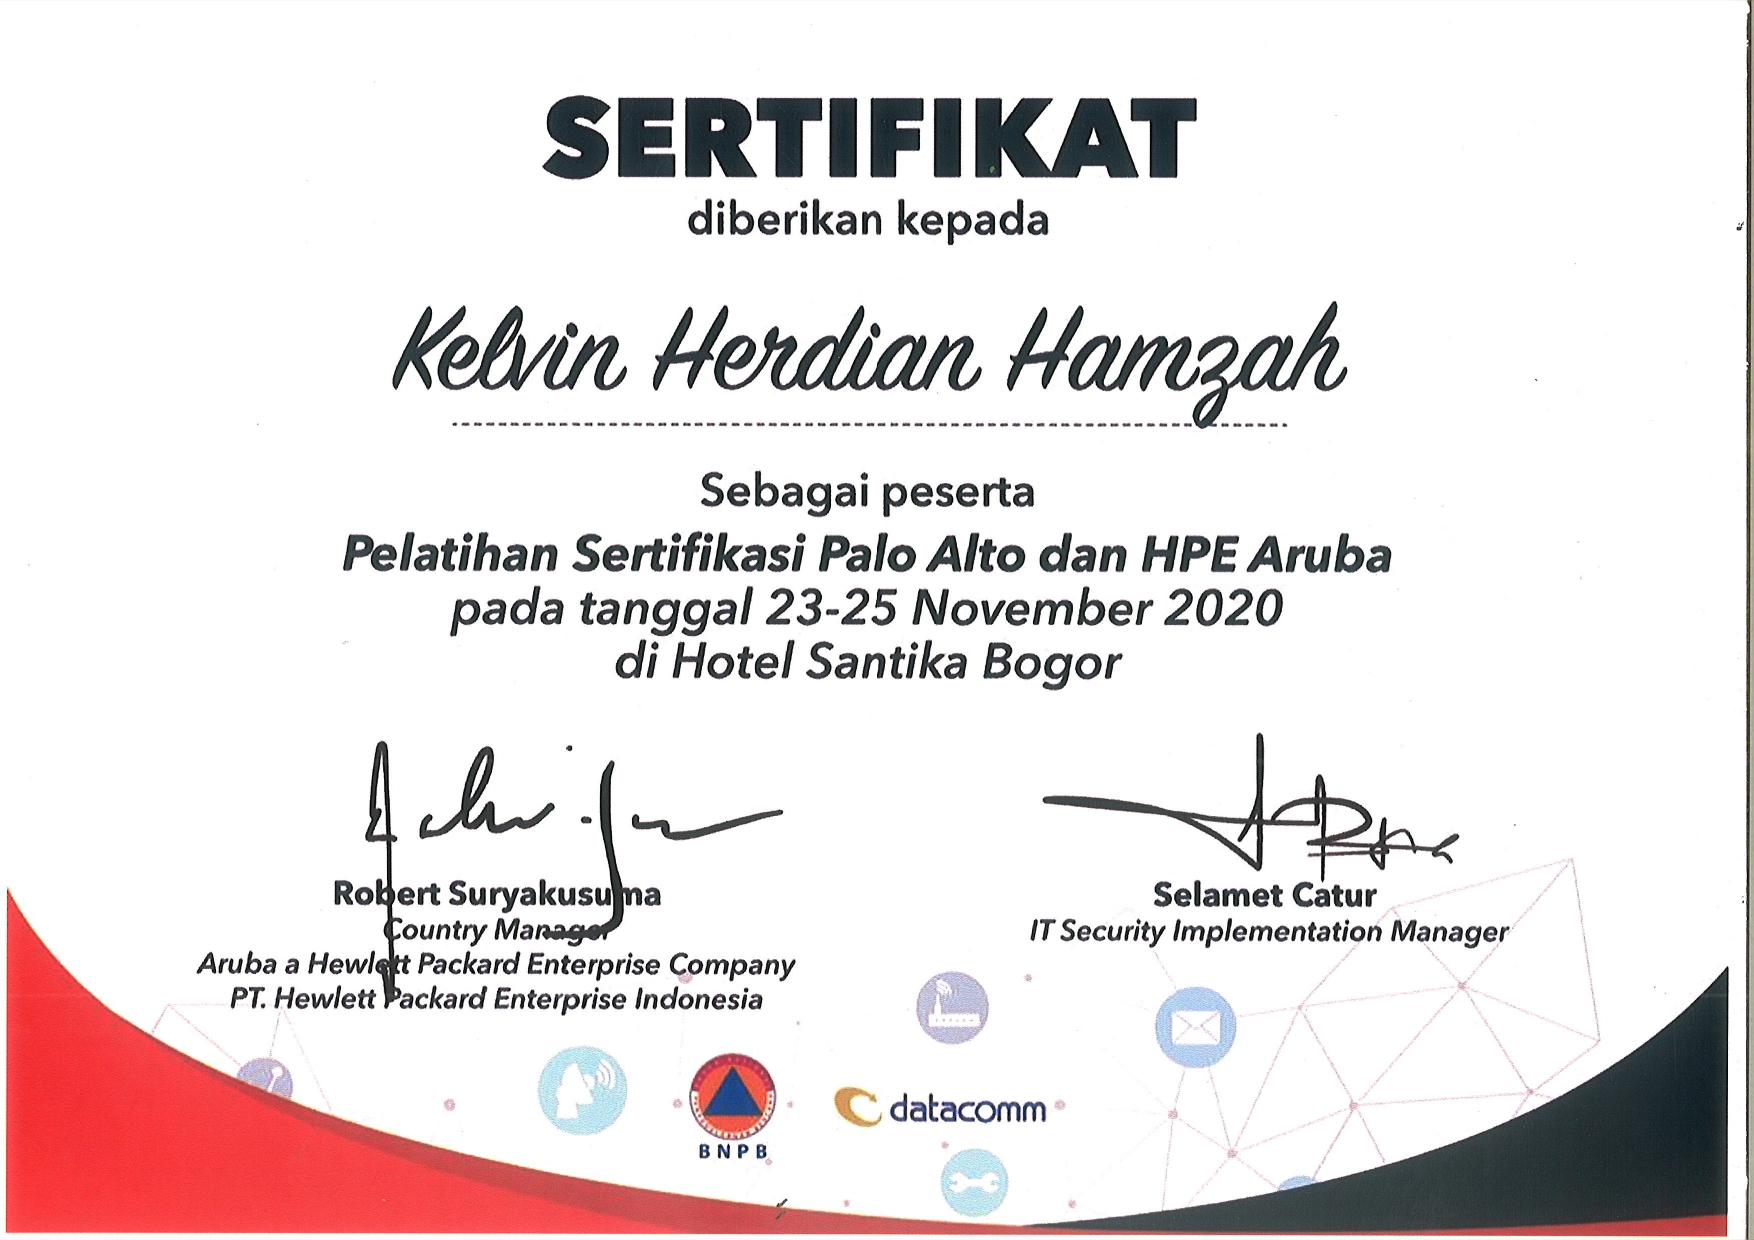 SERTIFIKAT
diberikan kepada
Kelvin Herdian Hamzah
Sebagai peserta
Pelatihan Sertifikasi Palo Alto dan HPE Aruba
pada tanggal 23-25 November 2020
di Hotel Santika Bogor
Robert Suryakusuma
Country Manager
Aruba a Hewlett Packard Enterprise Company
PT. Hewlett Packard Enterprise Indonesia
Selamet Catur
IT Security Implementation Manager
BNPB
datacomm